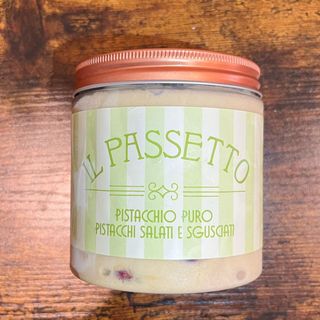 IL PASSETTO
PISTACCHIO PURO
PISTACCHI SALATI E SGUSCIATI